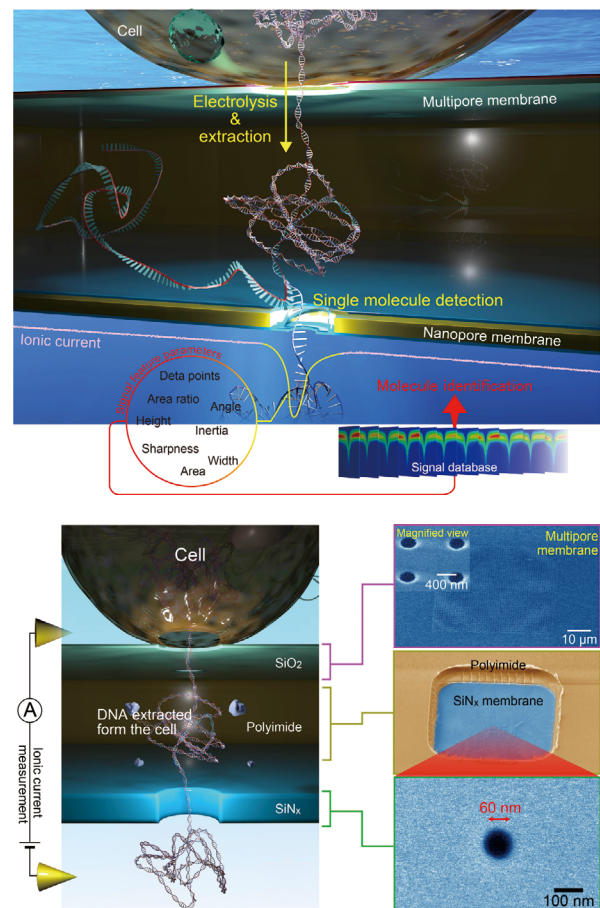 Cell
Electrolysis
&
extraction
Multipore membrane
Single molecule detection
Nanopore membrane
Ionic current
Signal feature parameters
Deta points
Area ratio
Angle
Height
Inertia
Sharpness
Width
Area
Molecule identification
Signal database
Cell
SiO2
DNA extracted
form the cell
Polyimide
SiNx
A
Ionic current
measurement
Magnified view
400 nm
Multipore
membrane
10 μm
Polyimide
SiNx membrane
60 nm
100 nm